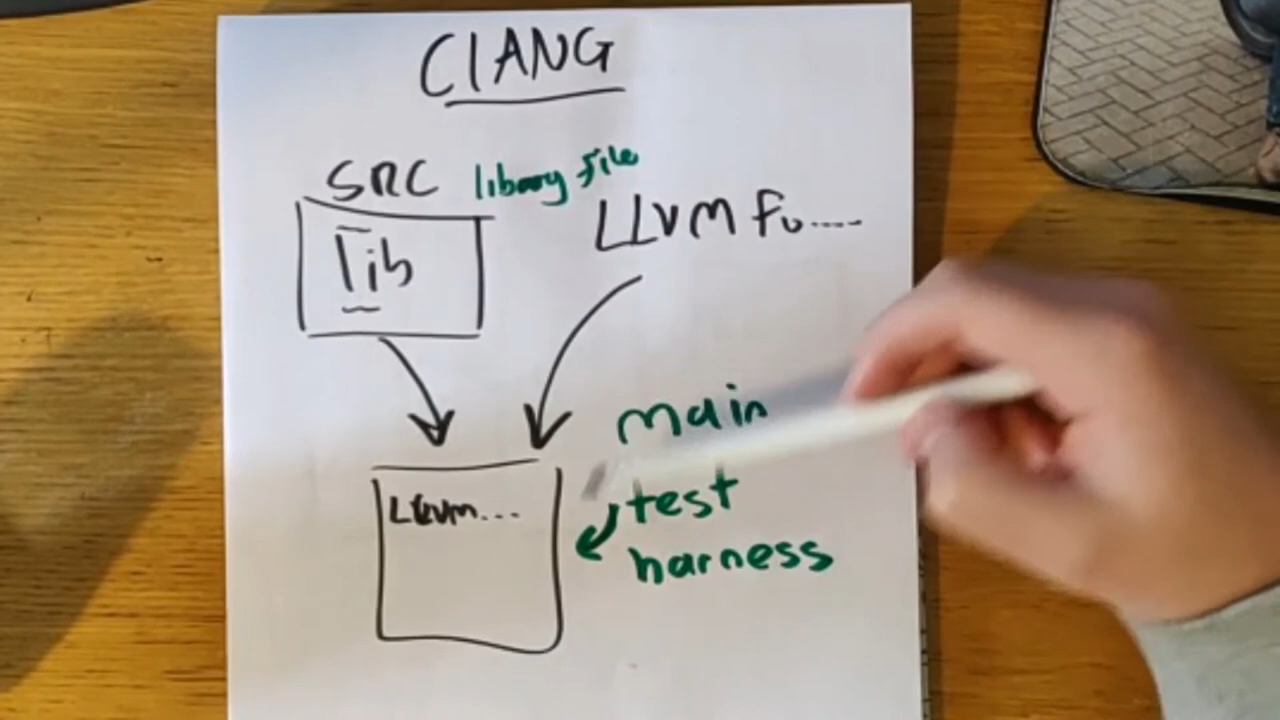 ClANG
SRC library file
LLVM Fu.....
lib
main
Llvm...
test
harness